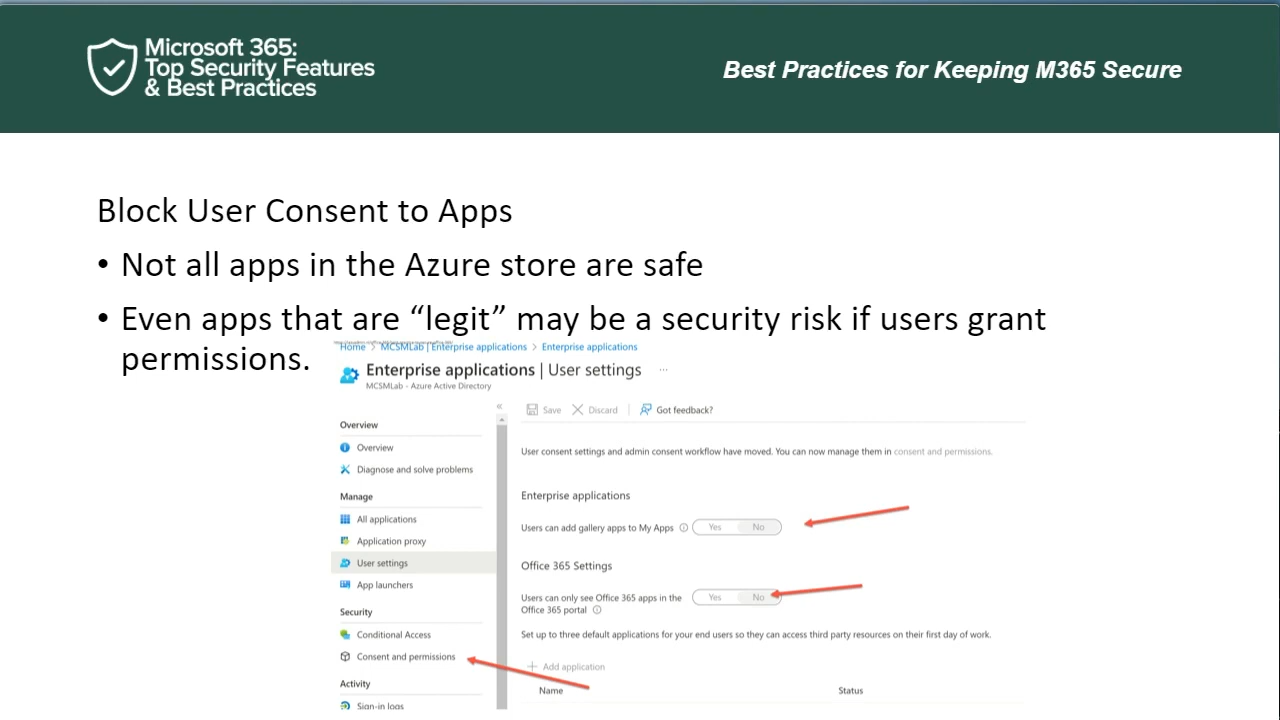 Microsoft 365:
Top Security Features
& Best Practices
Best Practices for Keeping M365 Secure
Block User Consent to Apps
• Not all apps in the Azure store are safe
• Even apps that are “legit” may be a security risk if users grant
permissions.
Home > MCSMLab | Enterprise applications > Enterprise applications
Enterprise applications | User settings ...
MCSMLab - Azure Active Directory
«
Overview
Overview
Diagnose and solve problems
Manage
All applications
Application proxy
User settings
App launchers
Security
Conditional Access
Consent and permissions
Activity
Sign-in logs
Save Discard | Got feedback?
User consent settings and admin consent workflow have moved. You can now manage them in consent and permissions.
Enterprise applications
Users can add gallery apps to My Apps Yes No
Office 365 Settings
Users can only see Office 365 apps in the Yes No
Office 365 portal
Set up to three default applications for your end users so they can access third party resources on their first day of work.
+ Add application
Name Status